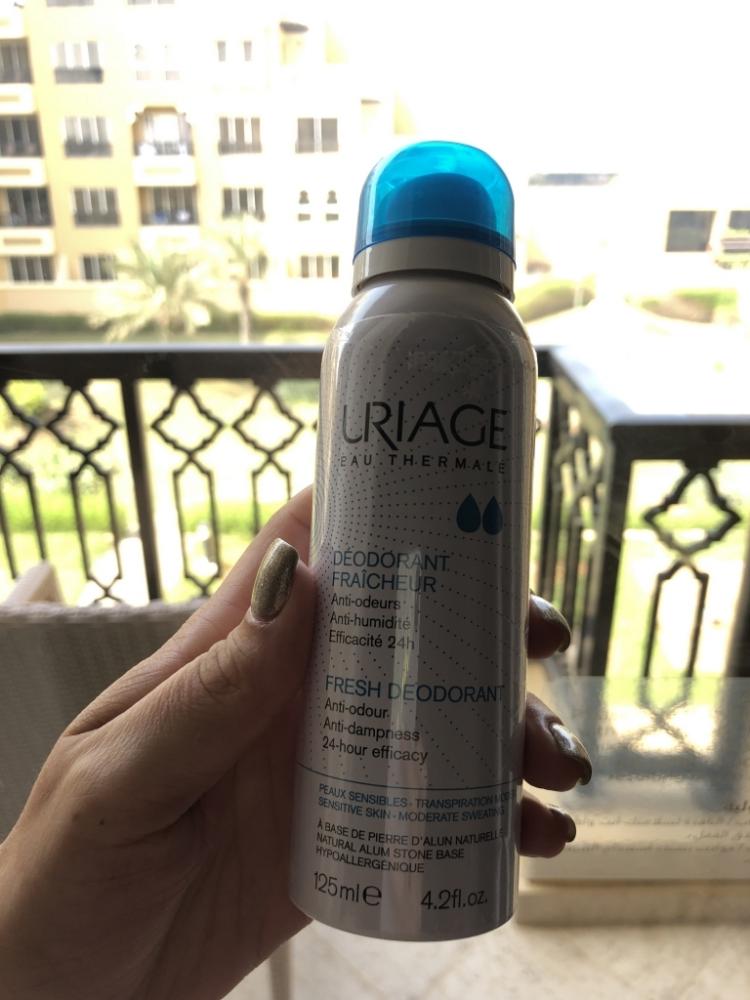 URIAGE
EAU THERMALE
DÉODORANT
FRAÎCHEUR
Anti-odeurs
Anti-humidité
Efficacité 24h
FRESH DEODORANT
Anti-odour
Anti-dampness
24-hour efficacy
PEAUX SENSIBLES - TRANSPIRATION
SENSITIVE SKIN - MODERATE SWEATING
À BASE DE PIERRE D'ALUN NATURELLE
NATURAL ALUM STONE BASE
HYPOALLERGÉNIQUE
125 ml e 4.2fl.oz.